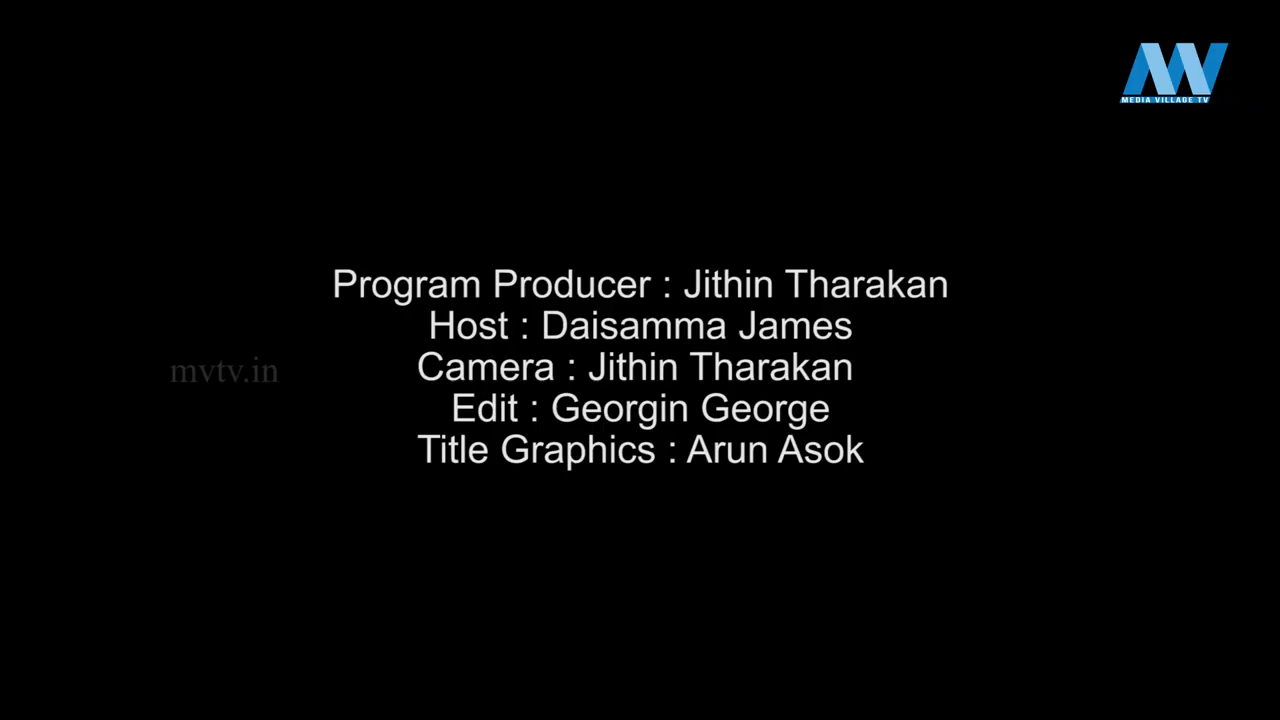 MEDIA VILLAGE TV
Program Producer : Jithin Tharakan
Host : Daisamma James
Camera : Jithin Tharakan
mvtv.in
Edit : Georgin George
Title Graphics : Arun Asok